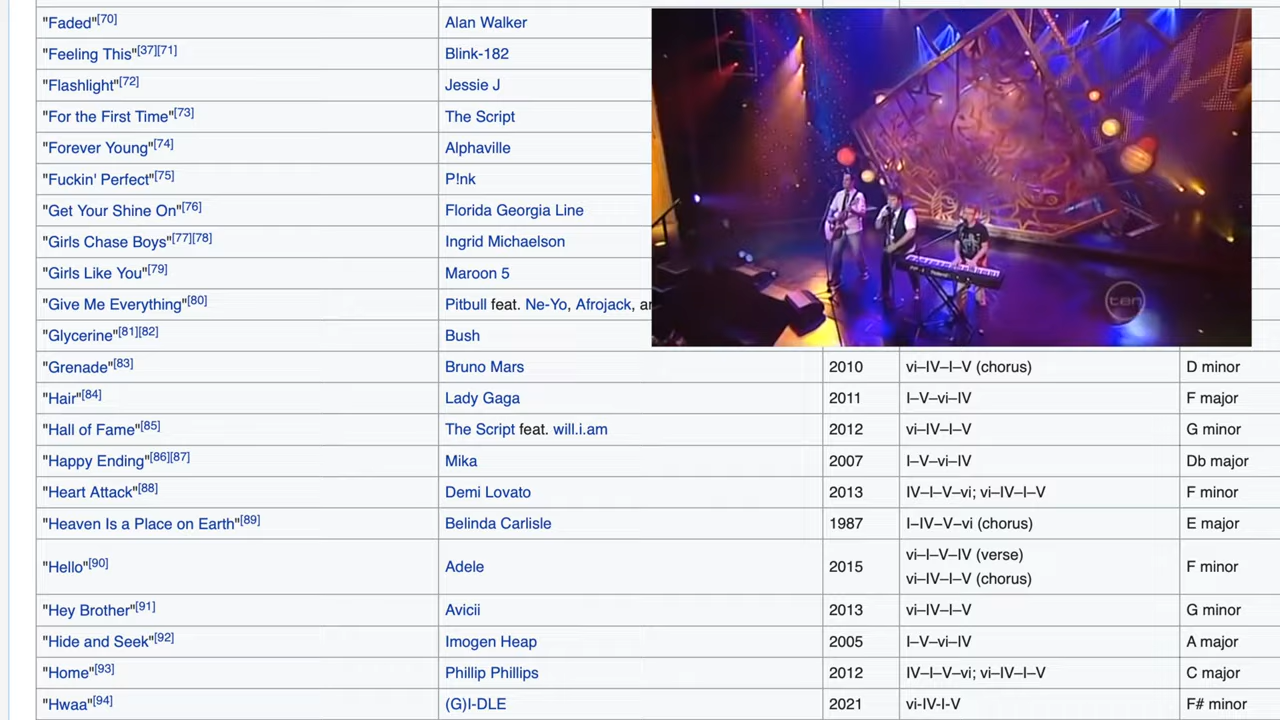 "Faded"[70] Alan Walker
"Feeling This"[37][71] Blink-182
"Flashlight"[72] Jessie J
"For the First Time"[73] The Script
"Forever Young"[74] Alphaville
"Fuckin' Perfect"[75] P!nk
"Get Your Shine On"[76] Florida Georgia Line
"Girls Chase Boys"[77][78] Ingrid Michaelson
"Girls Like You"[79] Maroon 5
"Give Me Everything"[80] Pitbull feat. Ne-Yo, Afrojack,
ten
"Glycerine"[81][82] Bush
"Grenade"[83] Bruno Mars 2010 vi–IV–I–V (chorus) D minor
"Hair"[84] Lady Gaga 2011 I–V–vi–IV F major
"Hall of Fame"[85] The Script feat. will.i.am 2012 vi–IV–I–V G minor
"Happy Ending"[86][87] Mika 2007 I–V–vi–IV Db major
"Heart Attack"[88] Demi Lovato 2013 IV–I–V–vi; vi–IV–I–V F minor
"Heaven Is a Place on Earth"[89] Belinda Carlisle 1987 I–IV–V–vi (chorus) E major
"Hello"[90] Adele 2015 vi–I–V–IV (verse) F minor
vi–IV–I–V (chorus)
"Hey Brother"[91] Avicii 2013 vi–IV–I–V G minor
"Hide and Seek"[92] Imogen Heap 2005 I–V–vi–IV A major
"Home"[93] Phillip Phillips 2012 IV–I–V–vi; vi–IV–I–V C major
"Hwaa"[94] (G)I-DLE 2021 vi-IV-I-V F# minor